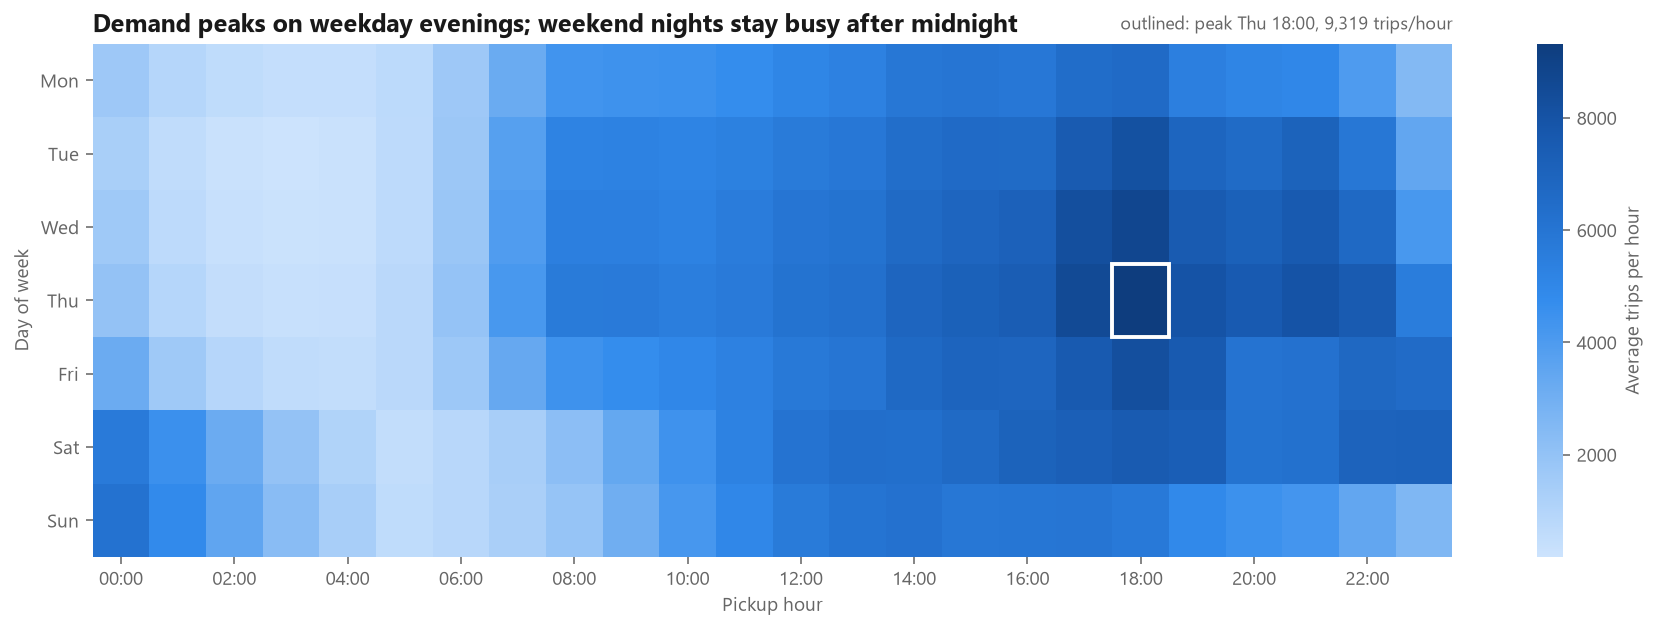 Demand peaks on weekday evenings; weekend nights stay busy after midnight
outlined: peak Thu 18:00, 9,319 trips/hour
Day of week
Mon
Tue
Wed
Thu
Fri
Sat
Sun
00:00 02:00 04:00 06:00 08:00 10:00 12:00 14:00 16:00 18:00 20:00 22:00
Pickup hour
8000
6000
4000
2000
Average trips per hour